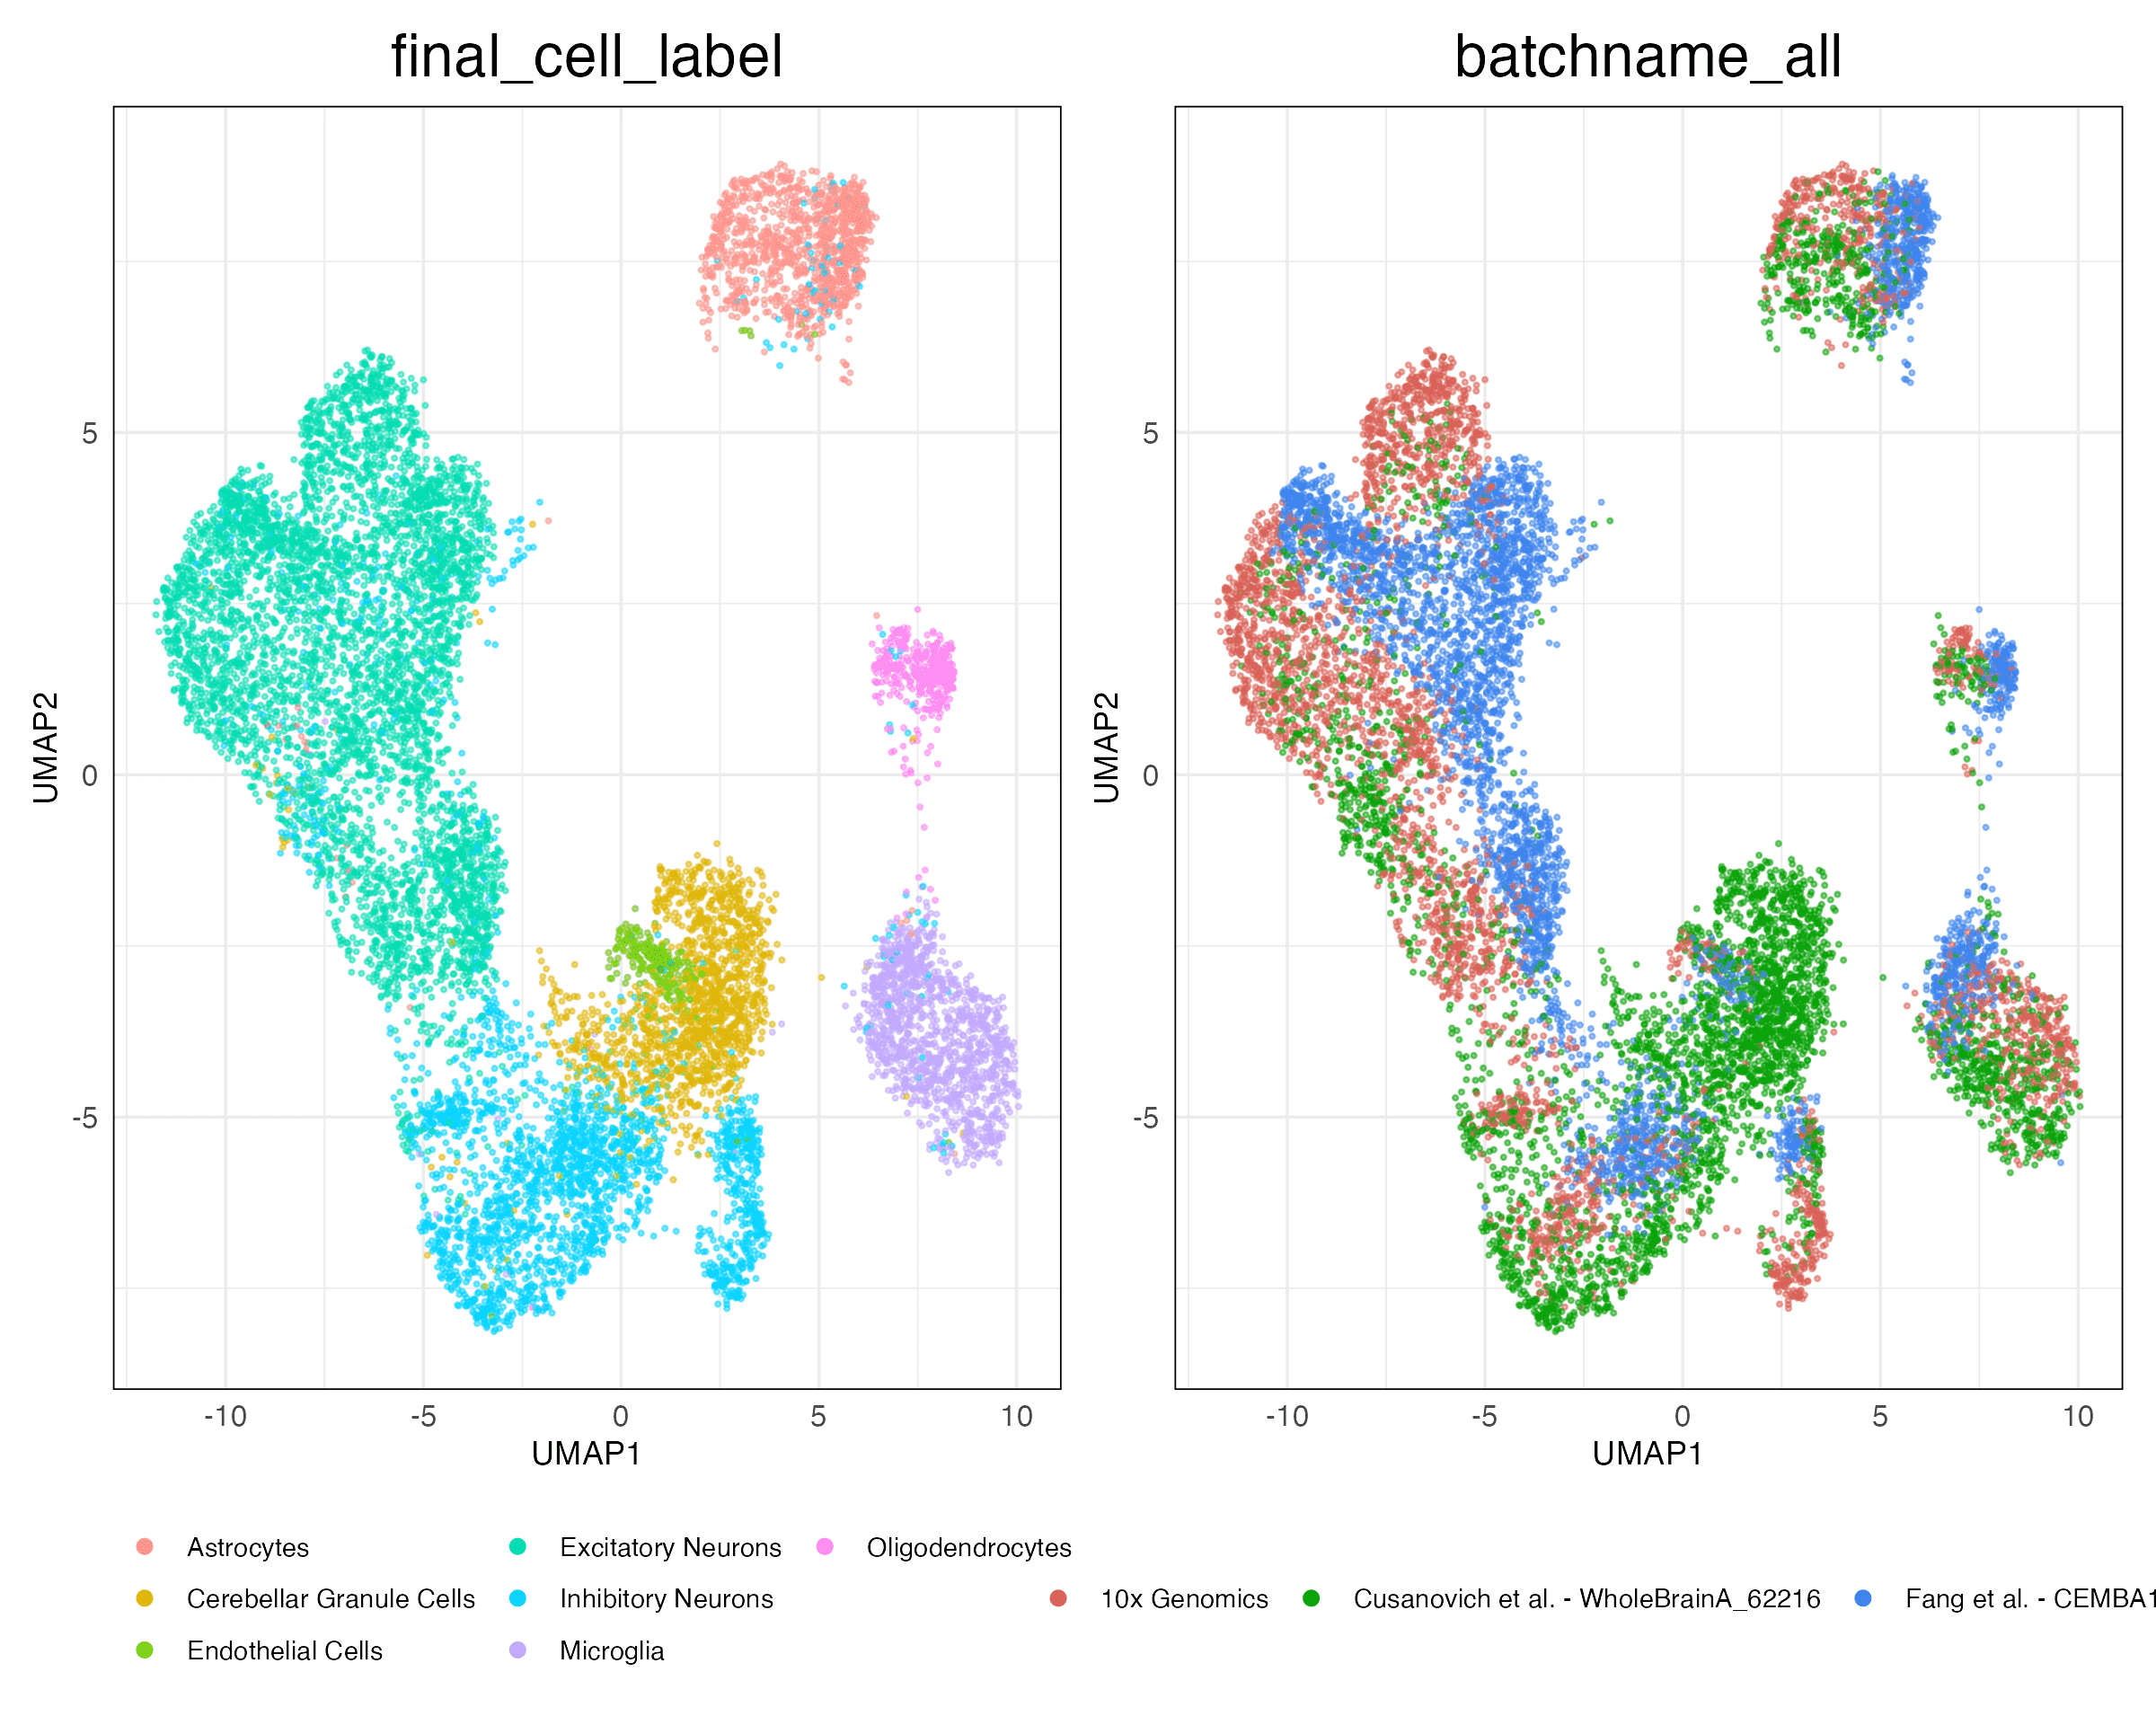 final_cell_label batchname_all
UMAP2
5
0
-5
-10 -5 0 5 10
UMAP1
UMAP2
5
0
-5
-10 -5 0 5 10
UMAP1
Astrocytes Excitatory Neurons Oligodendrocytes
Cerebellar Granule Cells Inhibitory Neurons
Endothelial Cells Microglia
10x Genomics Cusanovich et al. - WholeBrainA_62216 Fang et al. - CEMBA1